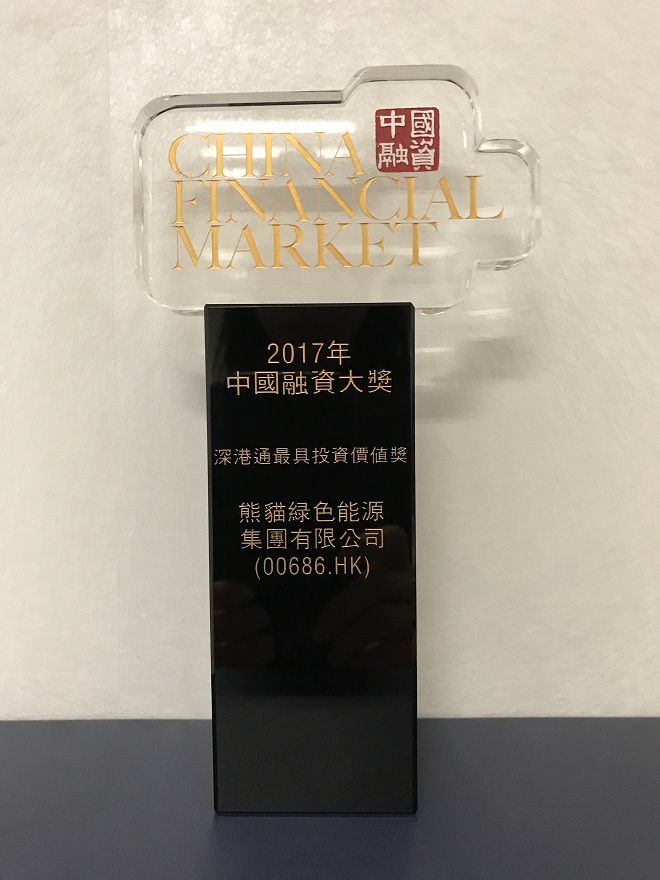 CHINA
FINANCIAL
MARKET
中國
融資
2017年
中國融資大獎
深港通最具投資價值獎
熊貓緑色能源
集團有限公司
(00686.HK)